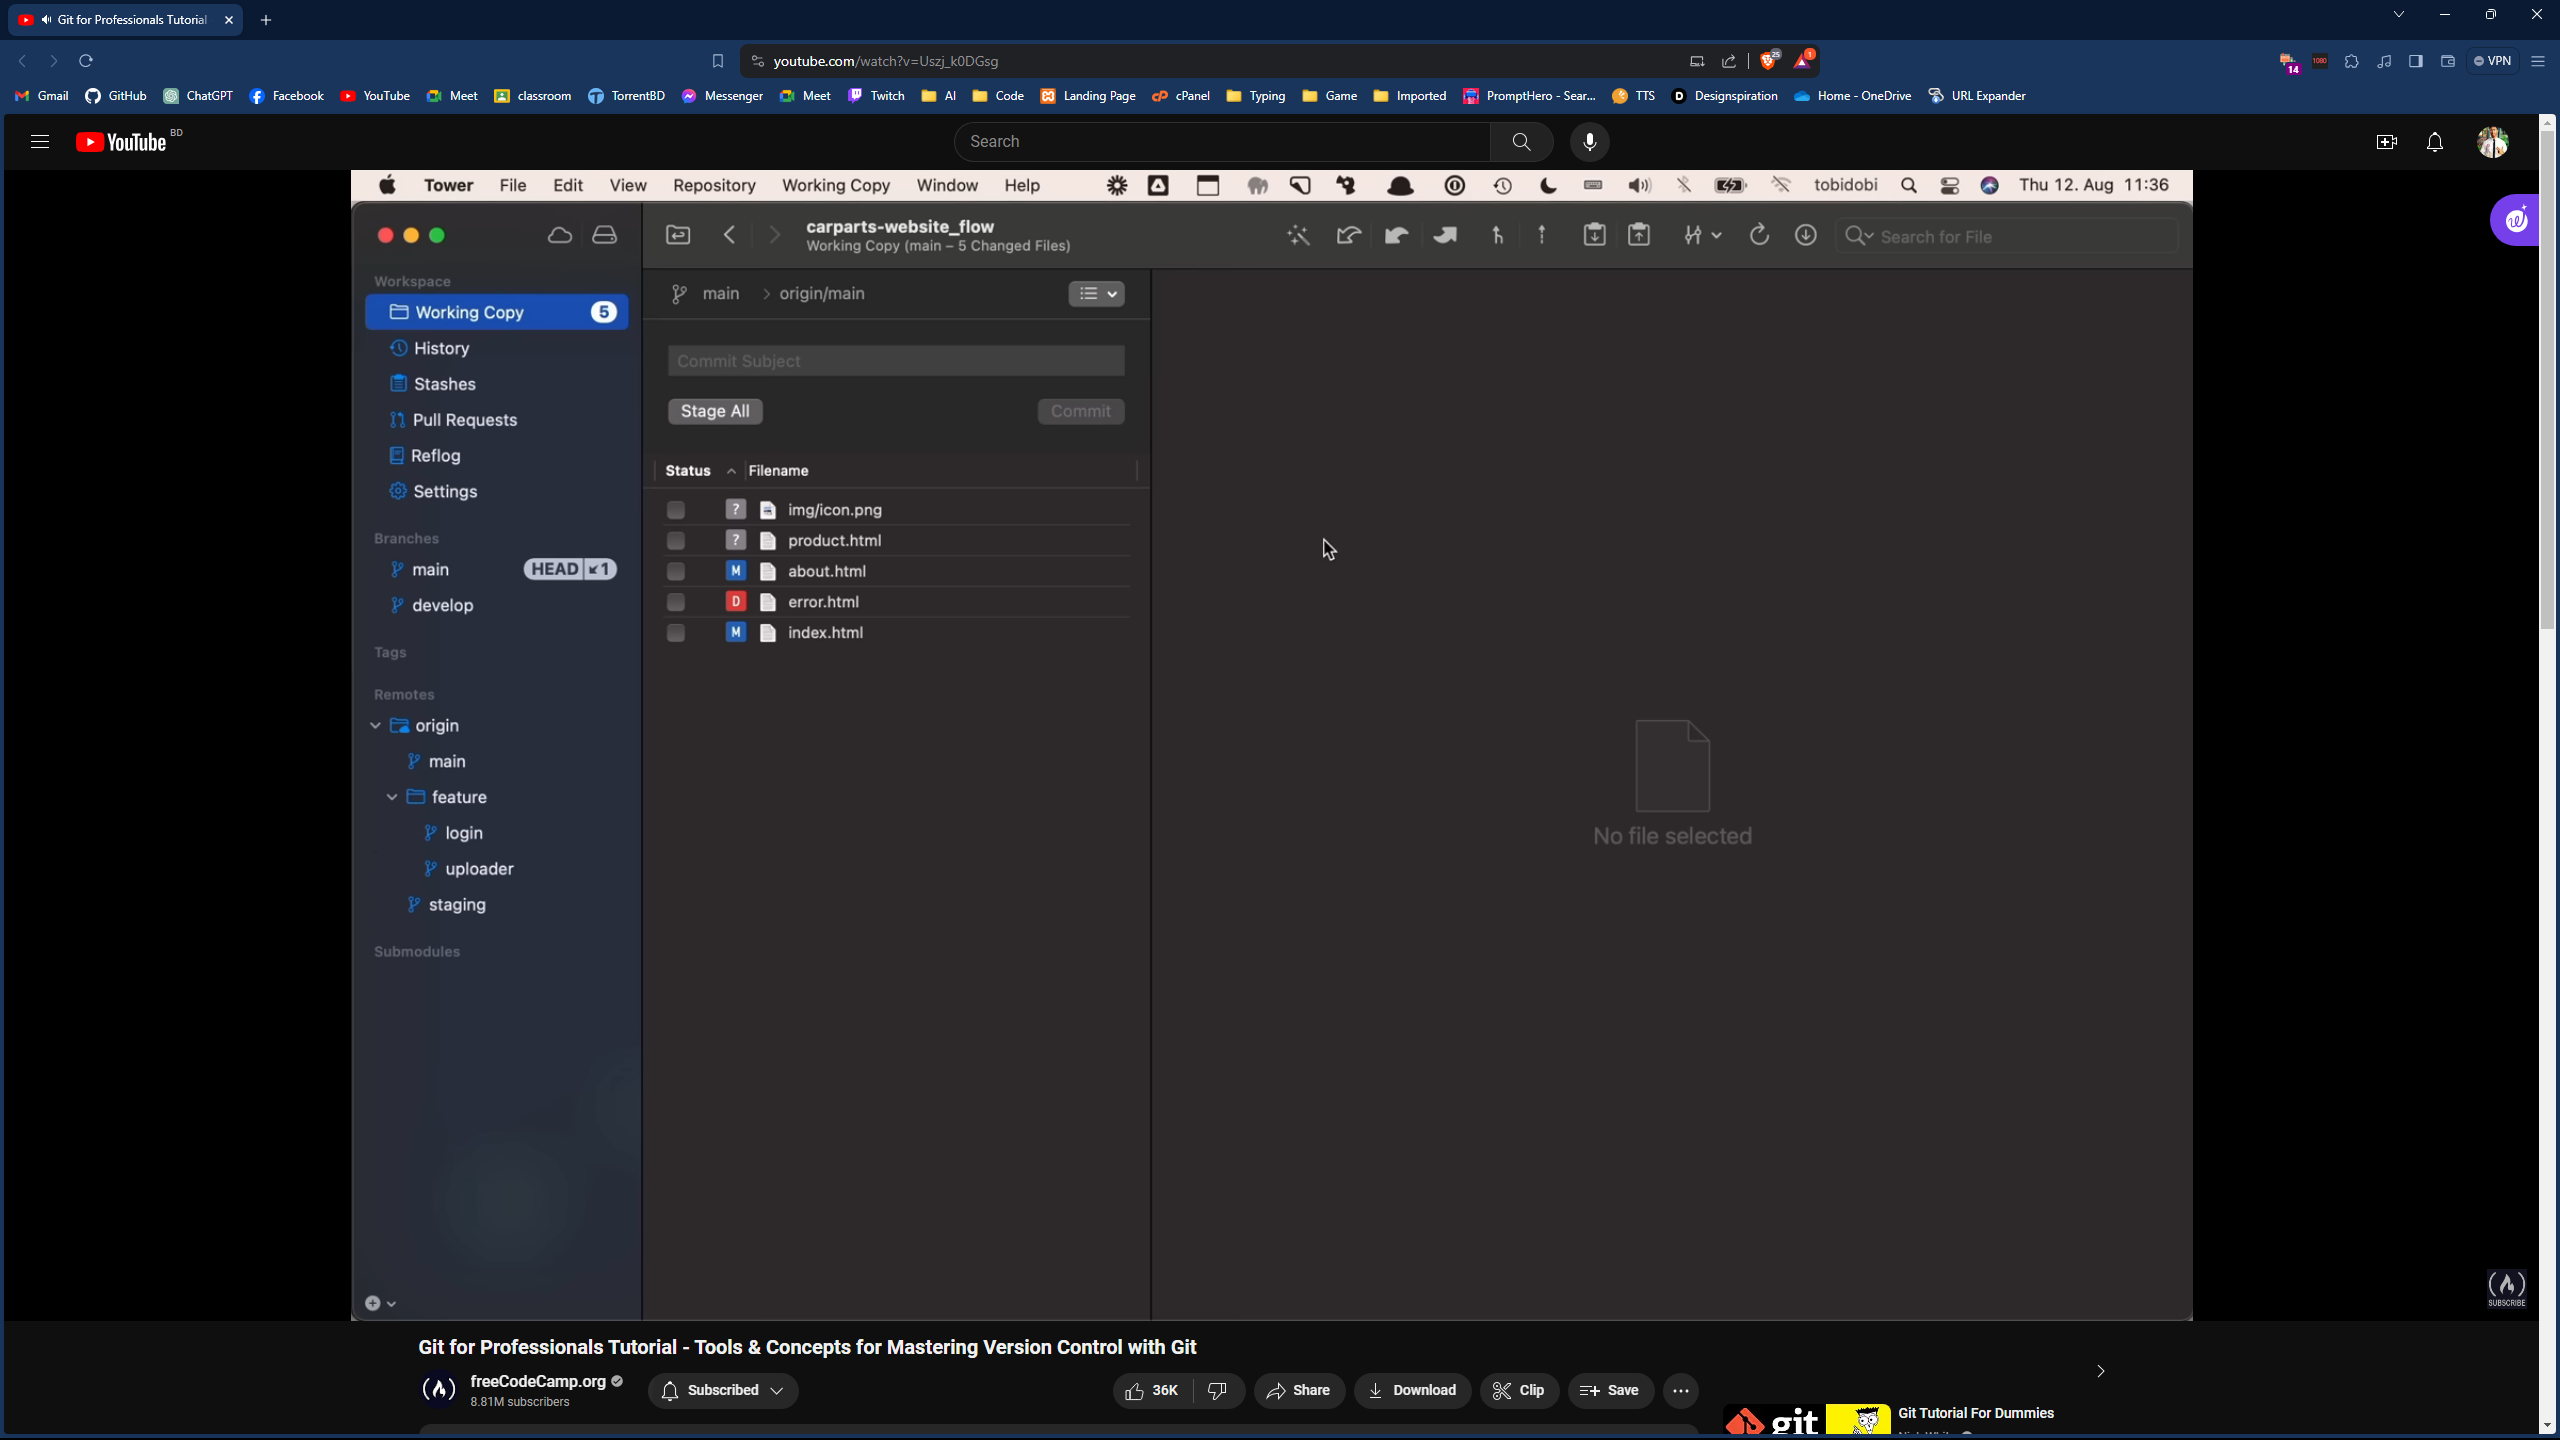 Git for Professionals Tutorial
youtube.com/watch?v=Uszj_k0DGsg
25
1
14
1080
VPN
Gmail GitHub ChatGPT Facebook YouTube Meet classroom TorrentBD Messenger Meet Twitch AI Code Landing Page cPanel Typing Game Imported PromptHero - Sear... TTS Designspiration Home - OneDrive URL Expander
YouTube BD
Search
Tower File Edit View Repository Working Copy Window Help tobidobi Thu 12. Aug 11:36
carparts-website_flow
Working Copy (main – 5 Changed Files)
Search for File
Workspace
Working Copy 5
History
Stashes
Pull Requests
Reflog
Settings
Branches
main HEAD 1
develop
Tags
Remotes
origin
main
feature
login
uploader
staging
Submodules
main > origin/main
Commit Subject
Stage All Commit
Status Filename
? img/icon.png
? product.html
M about.html
D error.html
M index.html
No file selected
SUBSCRIBE
Git for Professionals Tutorial - Tools & Concepts for Mastering Version Control with Git
freeCodeCamp.org
8.81M subscribers
Subscribed
36K
Share
Download
Clip
Save
git
Git Tutorial For Dummies